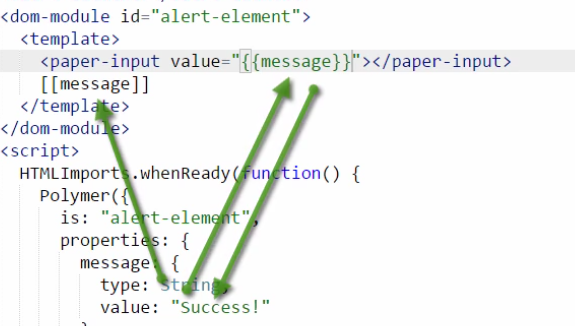 <dom-module id="alert-element">
<template>
<paper-input value="{{message}}"></paper-input>
[[message]]
</template>
</dom-module>
<script>
HTMLImports.whenReady(function() {
Polymer({
is: "alert-element",
properties: {
message: {
type: String,
value: "Success!"